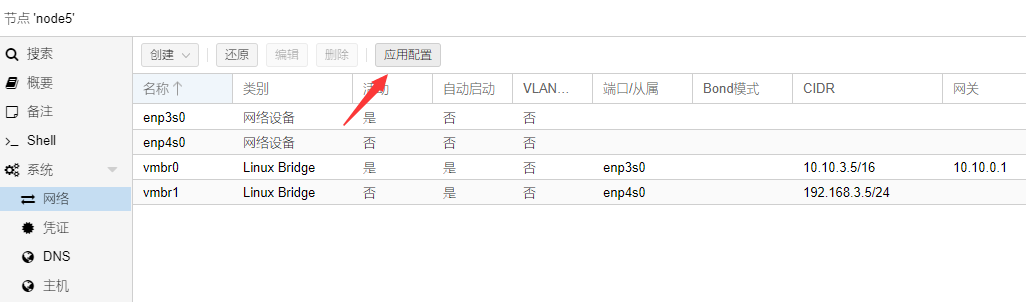 节点 'node5'
搜索
概要
备注
Shell
系统
网络
凭证
DNS
主机
创建 还原 编辑 删除 应用配置
名称 类别 活动 自动启动 VLAN... 端口/从属 Bond模式 CIDR 网关
enp3s0 网络设备 是 否 否
enp4s0 网络设备 否 否 否
vmbr0 Linux Bridge 是 是 否 enp3s0 10.10.3.5/16 10.10.0.1
vmbr1 Linux Bridge 否 是 否 enp4s0 192.168.3.5/24